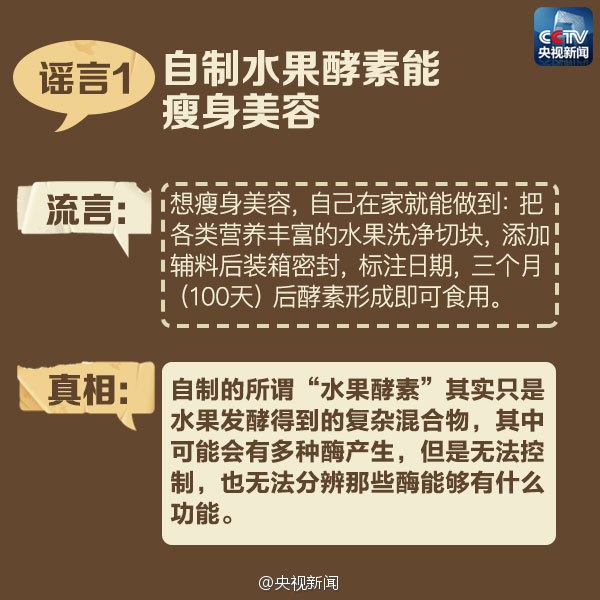 CCTV
央视新闻
谣言1
自制水果酵素能
瘦身美容
流言：
想瘦身美容，自己在家就能做到：把
各类营养丰富的水果洗净切块，添加
辅料后装箱密封，标注日期，三个月
（100天）后酵素形成即可食用。
真相：
自制的所谓“水果酵素”其实只是
水果发酵得到的复杂混合物，其中
可能会有多种酶产生，但是无法控
制，也无法分辨那些酶能够有什么
功能。
@央视新闻